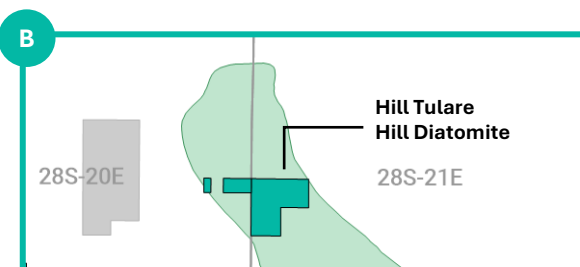 B
Hill Tulare
Hill Diatomite
28S-20E
28S-21E